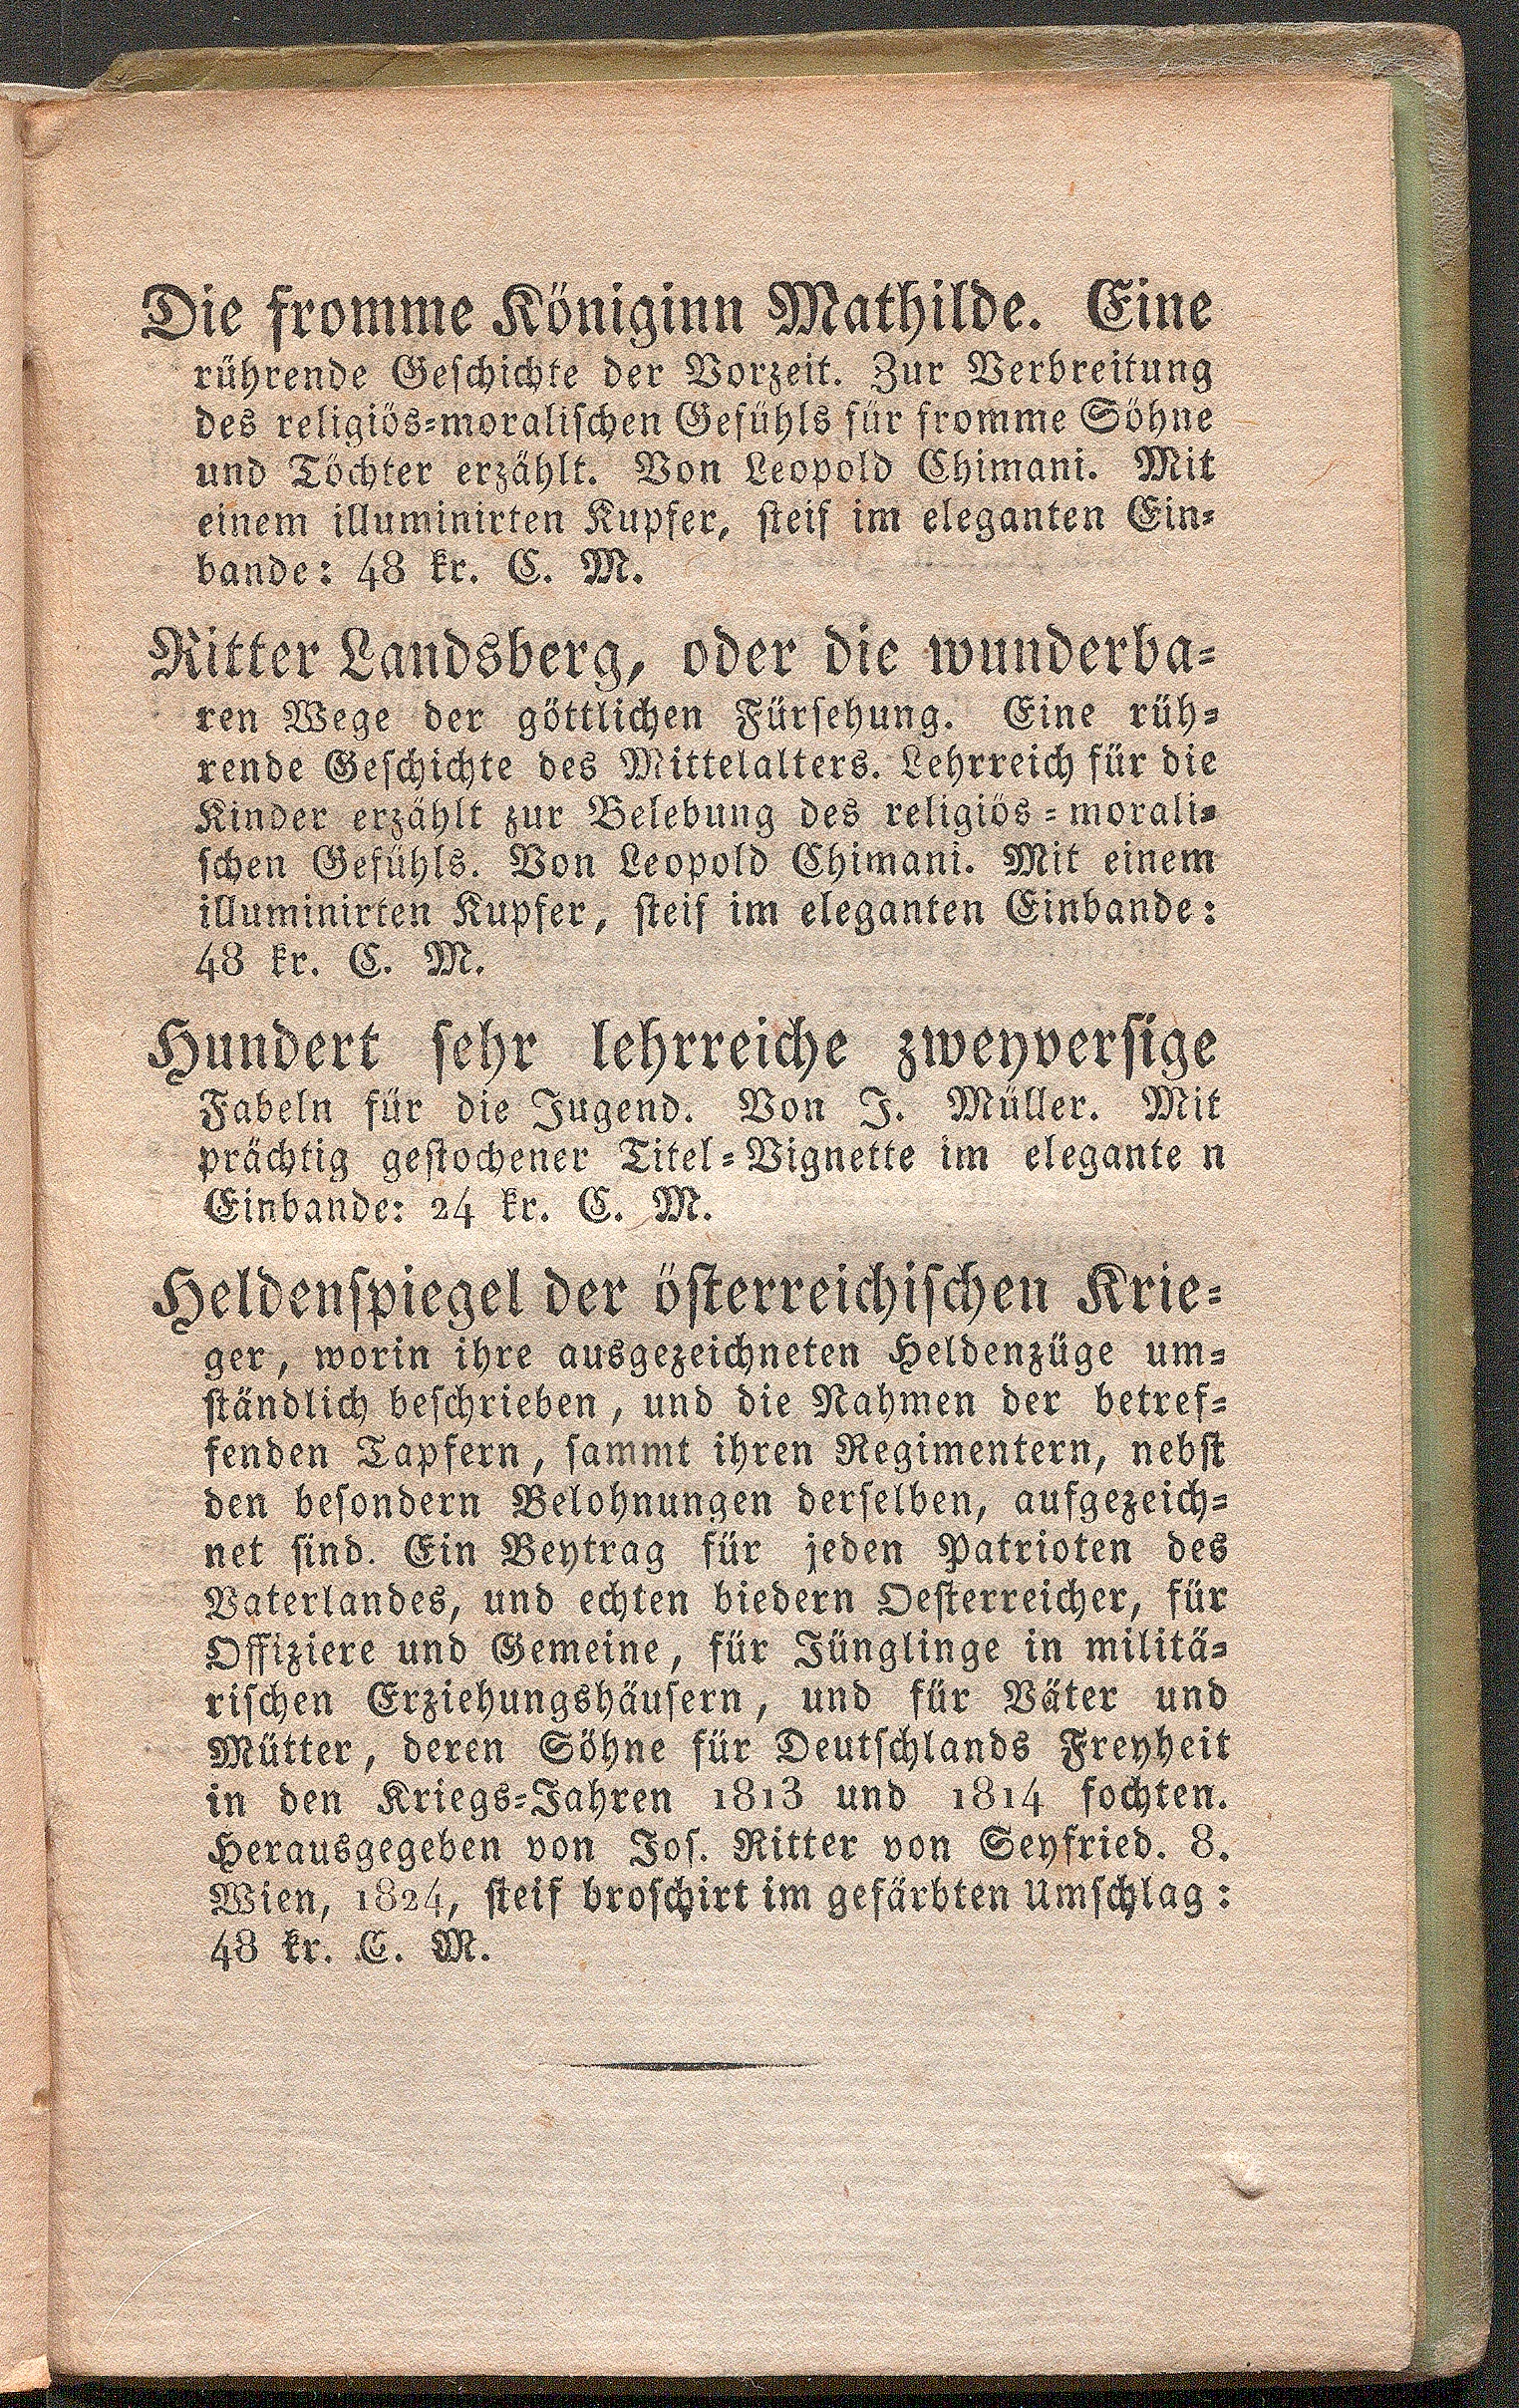 Die fromme Königinn Mathilde. Eine
rührende Geschichte der Vorzeit. Zur Verbreitung
des religiös-moralischen Gefühls für fromme Söhne
und Töchter erzählt. Von Leopold Chimani. Mit
einem illuminirten Kupfer, steif im eleganten Ein-
bande: 48 kr. C. M.
Ritter Landsberg, oder die wunderba-
ren Wege der göttlichen Fürsehung. Eine rüh-
rende Geschichte des Mittelalters. Lehrreich für die
Kinder erzählt zur Belebung des religiös-morali-
schen Gefühls. Von Leopold Chimani. Mit einem
illuminirten Kupfer, steif im eleganten Einbande:
48 kr. C. M.
Hundert sehr lehrreiche zweyversige
Fabeln für die Jugend. Von J. Müller. Mit
prächtig gestochener Titel-Vignette im elegante n
Einbande: 24 kr. C. M.
Heldenspiegel der österreichischen Krie-
ger, worin ihre ausgezeichneten Heldenzüge um-
ständlich beschrieben, und die Nahmen der betref-
fenden Tapfern, sammt ihren Regimentern, nebst
den besondern Belohnungen derselben, aufgezeich-
net sind. Ein Beytrag für jeden Patrioten des
Vaterlandes, und echten biedern Oesterreicher, für
Offiziere und Gemeine, für Jünglinge in militä-
rischen Erziehungshäusern, und für Väter und
Mütter, deren Söhne für Deutschlands Freyheit
in den Kriegs-Jahren 1813 und 1814 fochten.
Herausgegeben von Jos. Ritter von Seyfried. 8.
Wien, 1824, steif broschirt im gefärbten Umschlag:
48 kr. C. M.